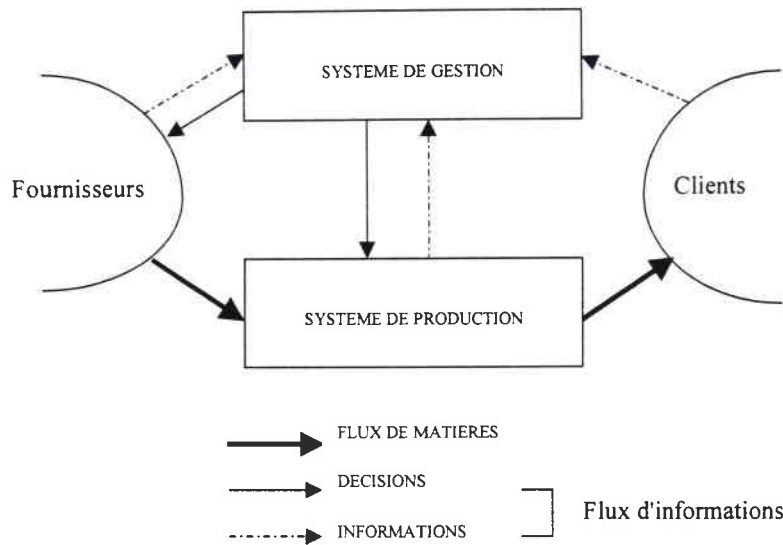 SYSTEME DE GESTION
Fournisseurs
Clients
SYSTEME DE PRODUCTION
FLUX DE MATIERES
DECISIONS
Flux d'informations
INFORMATIONS